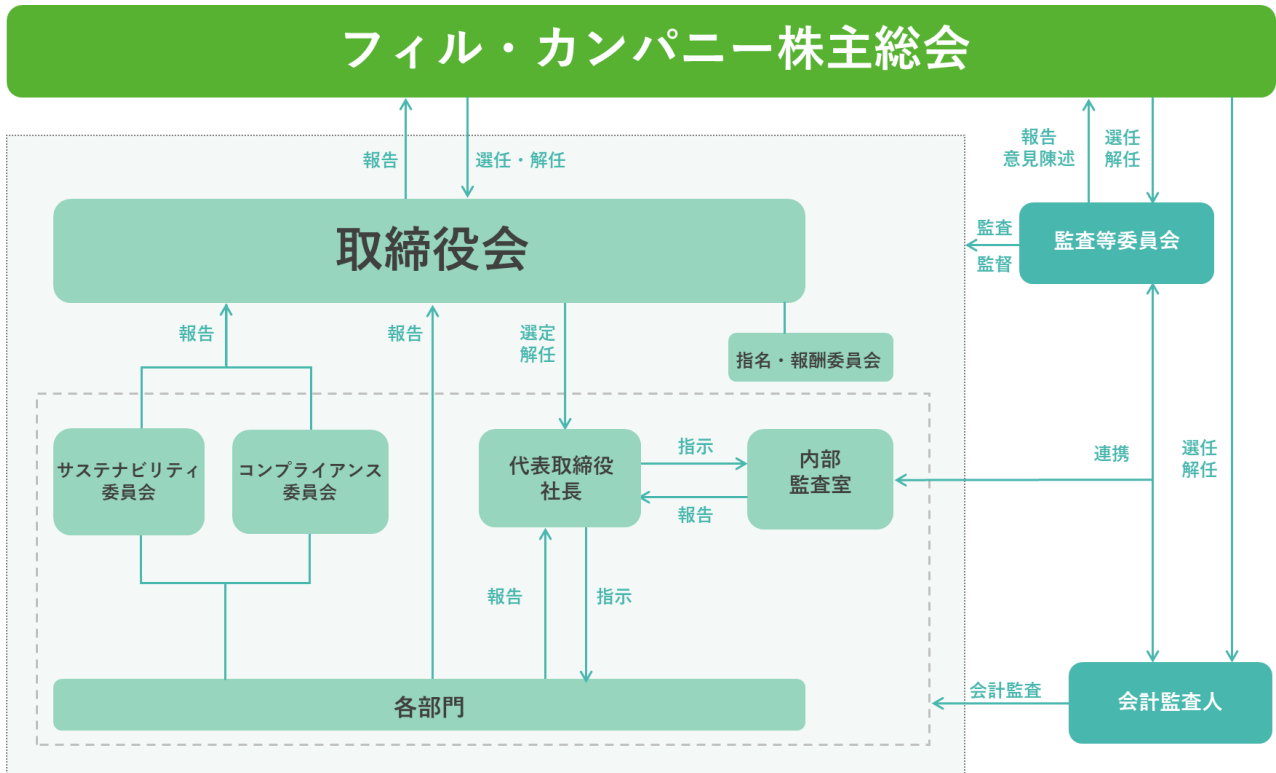 フィル・カンパニー株主総会
報告
選任・解任
報告
意見陳述
選任
解任
取締役会
監査
監督
監査等委員会
報告
報告
選定
解任
指名・報酬委員会
サステナビリティ
委員会
コンプライアンス
委員会
代表取締役
社長
指示
報告
内部
監査室
連携
選任
解任
報告
指示
各部門
会計監査
会計監査人